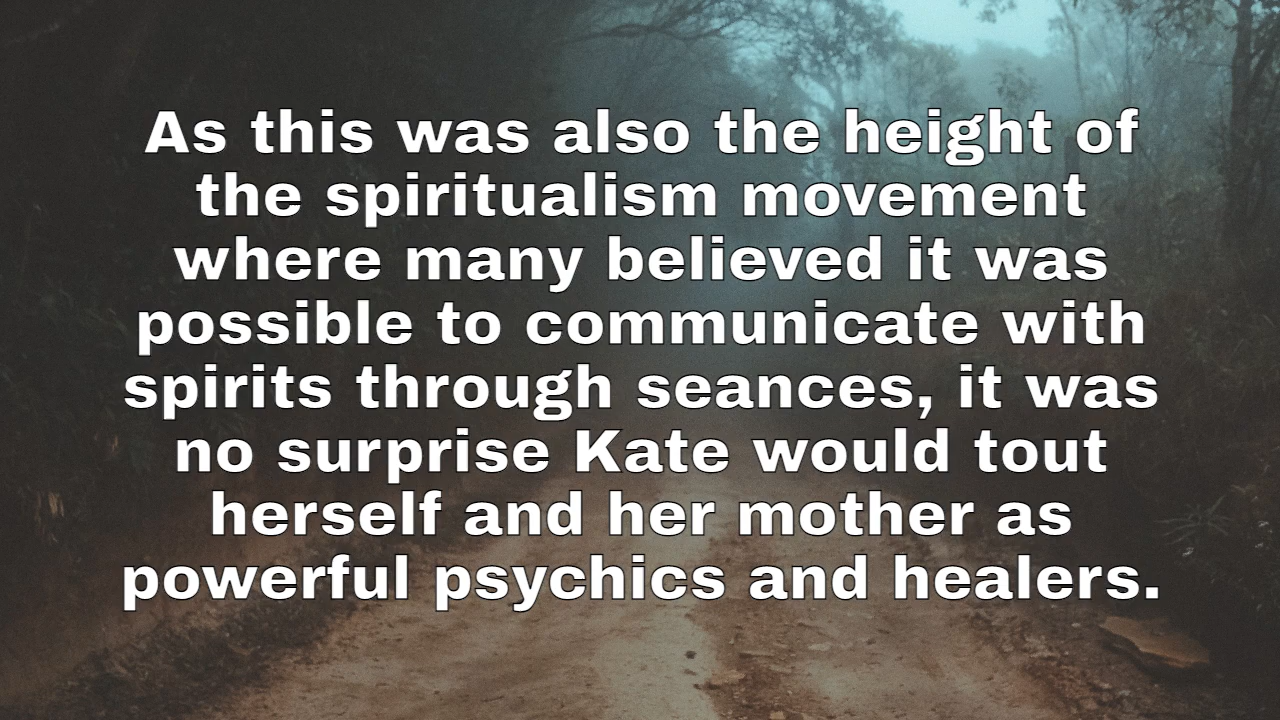 As this was also the height of
the spiritualism movement
where many believed it was
possible to communicate with
spirits through seances, it was
no surprise Kate would tout
herself and her mother as
powerful psychics and healers.